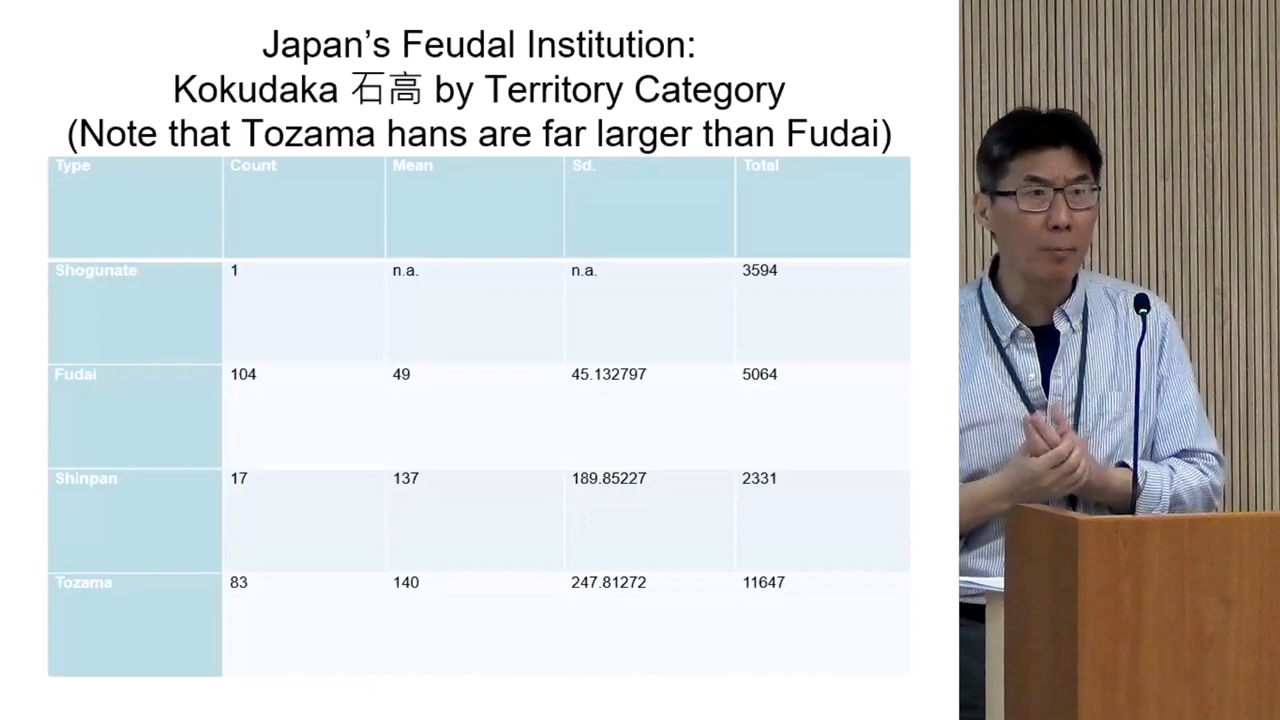 Japan’s Feudal Institution:
Kokudaka 石高 by Territory Category
(Note that Tozama hans are far larger than Fudai)
Type Count Mean Sd. Total
Shogunate 1 n.a. n.a. 3594
Fudai 104 49 45.132797 5064
Shinpan 17 137 189.85227 2331
Tozama 83 140 247.81272 11647